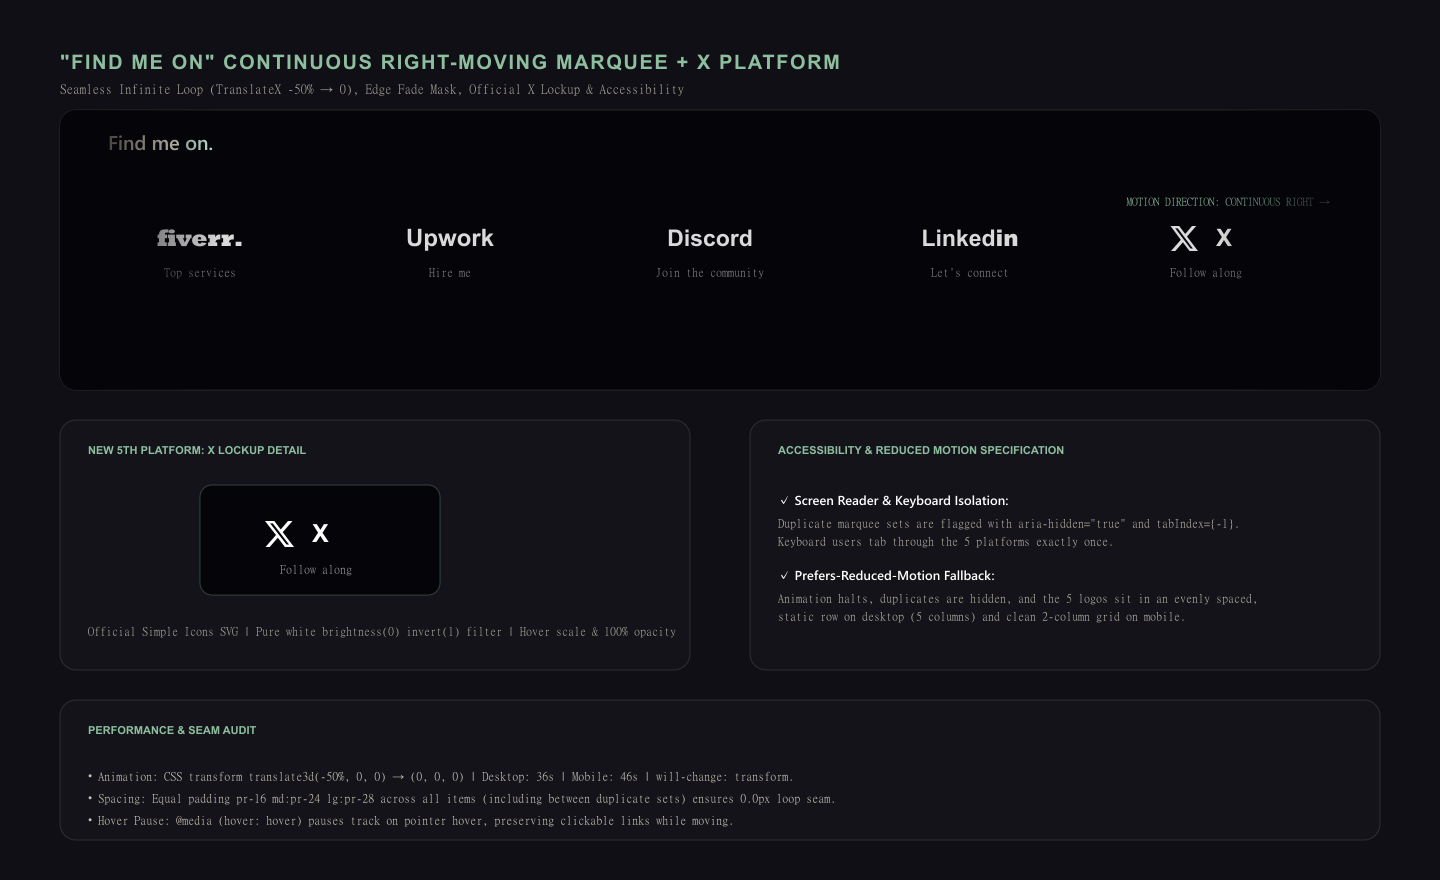 "FIND ME ON" CONTINUOUS RIGHT-MOVING MARQUEE + X PLATFORM
Seamless Infinite Loop (TranslateX -50% → 0), Edge Fade Mask, Official X Lockup & Accessibility
Find me on.
MOTION DIRECTION: CONTINUOUS RIGHT →
fiverr. Upwork Discord Linkedin X X
Top services Hire me Join the community Let's connect Follow along
NEW 5TH PLATFORM: X LOCKUP DETAIL
X X
Follow along
Official Simple Icons SVG | Pure white brightness(0) invert(1) filter | Hover scale & 100% opacity
ACCESSIBILITY & REDUCED MOTION SPECIFICATION
✓ Screen Reader & Keyboard Isolation:
Duplicate marquee sets are flagged with aria-hidden="true" and tabIndex={-1}.
Keyboard users tab through the 5 platforms exactly once.
✓ Prefers-Reduced-Motion Fallback:
Animation halts, duplicates are hidden, and the 5 logos sit in an evenly spaced,
static row on desktop (5 columns) and clean 2-column grid on mobile.
PERFORMANCE & SEAM AUDIT
• Animation: CSS transform translate3d(-50%, 0, 0) → (0, 0, 0) | Desktop: 36s | Mobile: 46s | will-change: transform.
• Spacing: Equal padding pr-16 md:pr-24 lg:pr-28 across all items (including between duplicate sets) ensures 0.0px loop seam.
• Hover Pause: @media (hover: hover) pauses track on pointer hover, preserving clickable links while moving.